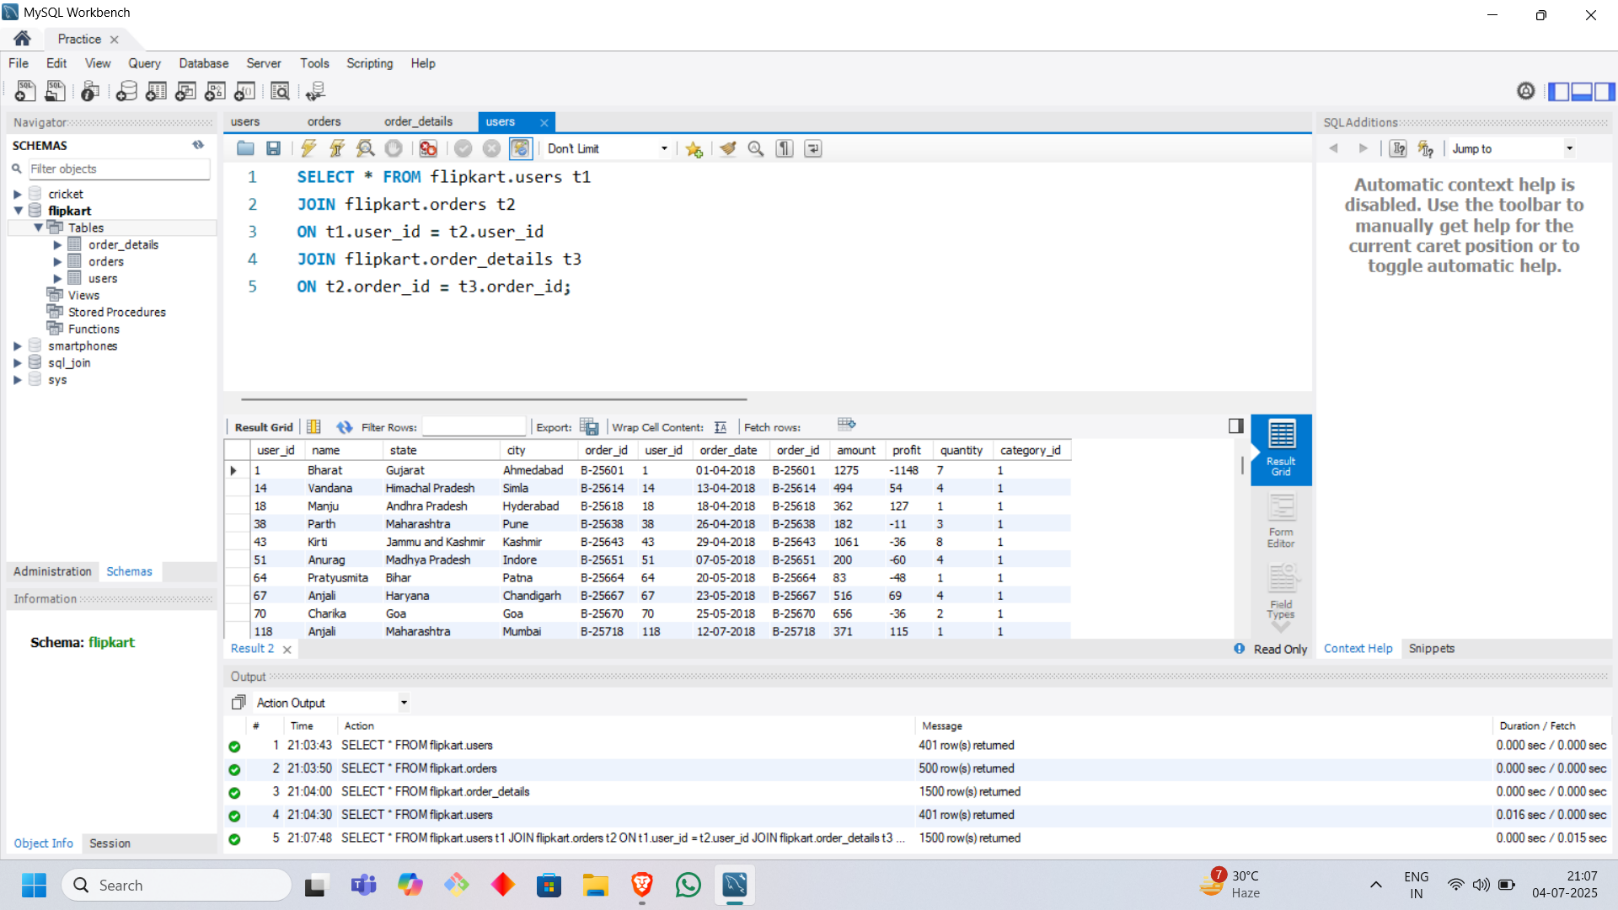 MySQL Workbench
Practice
File Edit View Query Database Server Tools Scripting Help
Navigator
SCHEMAS
Filter objects
cricket
flipkart
Tables
order_details
orders
users
Views
Stored Procedures
Functions
smartphones
sql_join
sys
Administration Schemas
Information
Schema: flipkart
Object Info Session
users orders order_details users
Don't Limit
1 SELECT * FROM flipkart.users t1
2 JOIN flipkart.orders t2
3 ON t1.user_id = t2.user_id
4 JOIN flipkart.order_details t3
5 ON t2.order_id = t3.order_id;
Result Grid Filter Rows: Export: Wrap Cell Content: Fetch rows:
user_id name state city order_id user_id order_date order_id amount profit quantity category_id
1 Bharat Gujarat Ahmedabad B-25601 1 01-04-2018 B-25601 1275 -1148 7 1
14 Vandana Himachal Pradesh Simla B-25614 14 13-04-2018 B-25614 494 54 4 1
18 Manju Andhra Pradesh Hyderabad B-25618 18 18-04-2018 B-25618 362 127 1 1
38 Parth Maharashtra Pune B-25638 38 26-04-2018 B-25638 182 -11 3 1
43 Kirti Jammu and Kashmir Kashmir B-25643 43 29-04-2018 B-25643 1061 -36 8 1
51 Anurag Madhya Pradesh Indore B-25651 51 07-05-2018 B-25651 200 -60 4 1
64 Pratyusmita Bihar Patna B-25664 64 20-05-2018 B-25664 83 -48 1 1
67 Anjali Haryana Chandigarh B-25667 67 23-05-2018 B-25667 516 69 4 1
70 Charika Goa Goa B-25670 70 25-05-2018 B-25670 656 -36 2 1
118 Anjali Maharashtra Mumbai B-25718 118 12-07-2018 B-25718 371 115 1 1
Result Grid
Form Editor
Field Types
Result 2
Read Only
SQLAdditions
Jump to
Automatic context help is
disabled. Use the toolbar to
manually get help for the
current caret position or to
toggle automatic help.
Context Help Snippets
Output
Action Output
# Time Action Message Duration / Fetch
1 21:03:43 SELECT * FROM flipkart.users 401 row(s) returned 0.000 sec / 0.000 sec
2 21:03:50 SELECT * FROM flipkart.orders 500 row(s) returned 0.000 sec / 0.000 sec
3 21:04:00 SELECT * FROM flipkart.order_details 1500 row(s) returned 0.000 sec / 0.000 sec
4 21:04:30 SELECT * FROM flipkart.users 401 row(s) returned 0.016 sec / 0.000 sec
5 21:07:48 SELECT * FROM flipkart.users t1 JOIN flipkart.orders t2 ON t1.user_id = t2.user_id JOIN flipkart.order_details t3 ... 1500 row(s) returned 0.000 sec / 0.015 sec
Search
7
30°C
Haze
ENG
IN
21:07
04-07-2025